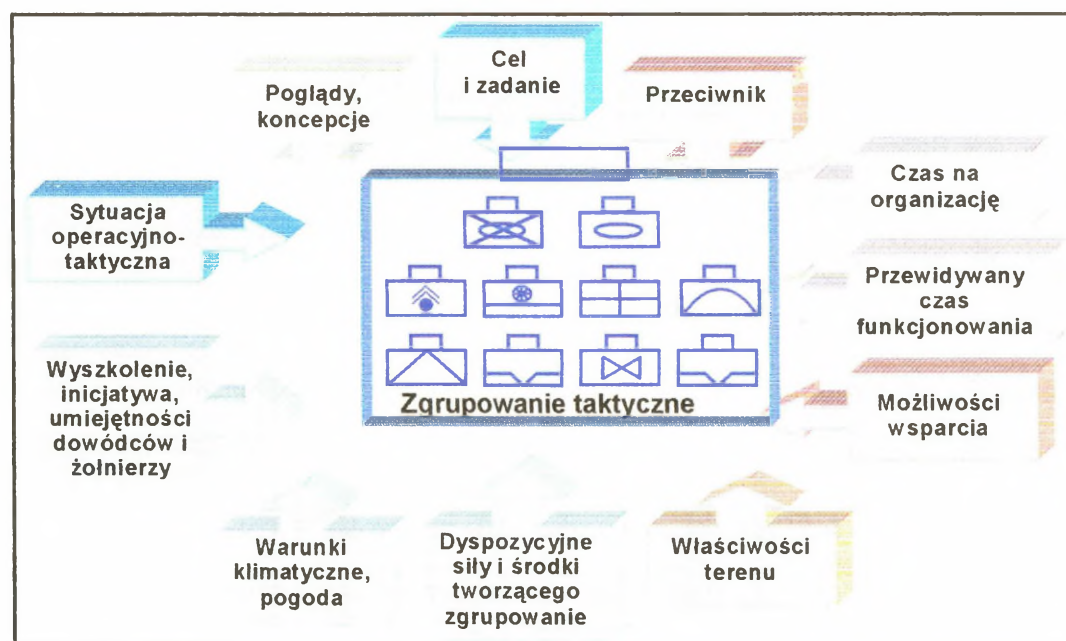 Cel
i zadanie
Poglądy,
koncepcje
Przeciwnik
Czas na
organizację
Sytuacja
operacyjno-
taktyczna
Przewidywany
czas
funkcjonowania
Wyszkolenie,
inicjatywa,
umiejętności
dowódców i
żołnierzy
Zgrupowanie taktyczne
Możliwości
wsparcia
Warunki
klimatyczne,
pogoda
Dyspozycyjne
siły i środki
tworzącego
zgrupowanie
Właściwości
terenu